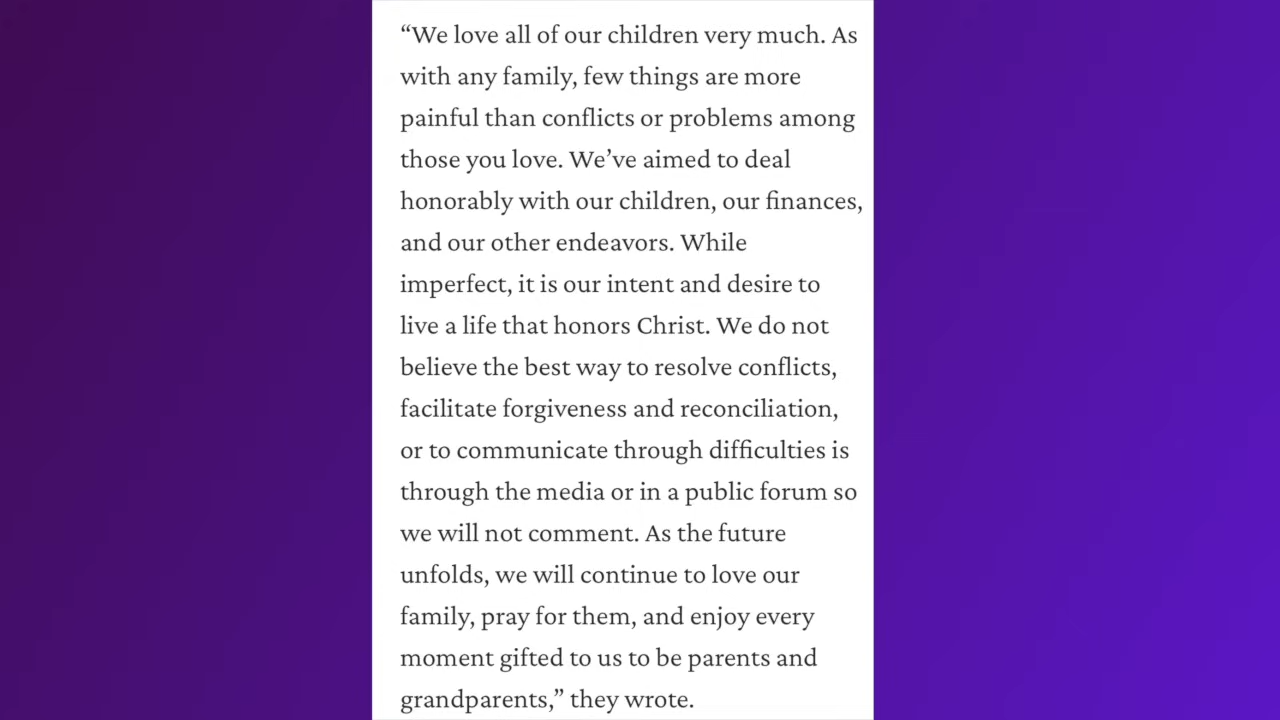 “We love all of our children very much. As
with any family, few things are more
painful than conflicts or problems among
those you love. We’ve aimed to deal
honorably with our children, our finances,
and our other endeavors. While
imperfect, it is our intent and desire to
live a life that honors Christ. We do not
believe the best way to resolve conflicts,
facilitate forgiveness and reconciliation,
or to communicate through difficulties is
through the media or in a public forum so
we will not comment. As the future
unfolds, we will continue to love our
family, pray for them, and enjoy every
moment gifted to us to be parents and
grandparents,” they wrote.